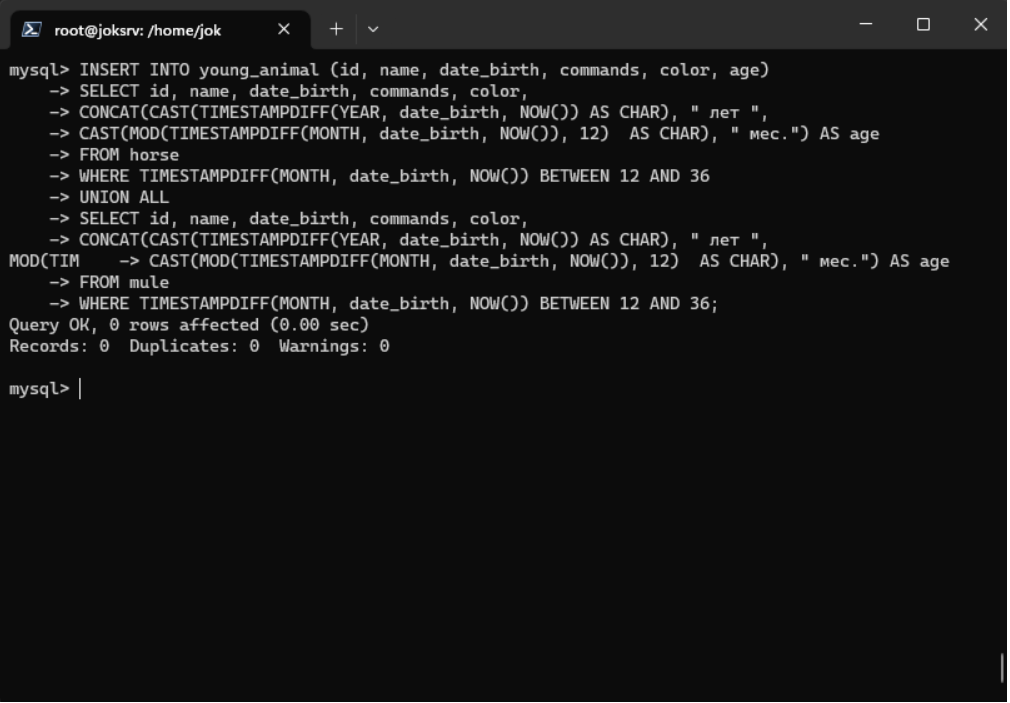 root@joksrv: /home/jok
mysql> INSERT INTO young_animal (id, name, date_birth, commands, color, age)
    -> SELECT id, name, date_birth, commands, color,
    -> CONCAT(CAST(TIMESTAMPDIFF(YEAR, date_birth, NOW()) AS CHAR), " лет ",
    -> CAST(MOD(TIMESTAMPDIFF(MONTH, date_birth, NOW()), 12)  AS CHAR), " мес.") AS age
    -> FROM horse
    -> WHERE TIMESTAMPDIFF(MONTH, date_birth, NOW()) BETWEEN 12 AND 36
    -> UNION ALL
    -> SELECT id, name, date_birth, commands, color,
    -> CONCAT(CAST(TIMESTAMPDIFF(YEAR, date_birth, NOW()) AS CHAR), " лет ",
MOD(TIM    -> CAST(MOD(TIMESTAMPDIFF(MONTH, date_birth, NOW()), 12)  AS CHAR), " мес.") AS age
    -> FROM mule
    -> WHERE TIMESTAMPDIFF(MONTH, date_birth, NOW()) BETWEEN 12 AND 36;
Query OK, 0 rows affected (0.00 sec)
Records: 0  Duplicates: 0  Warnings: 0
mysql>